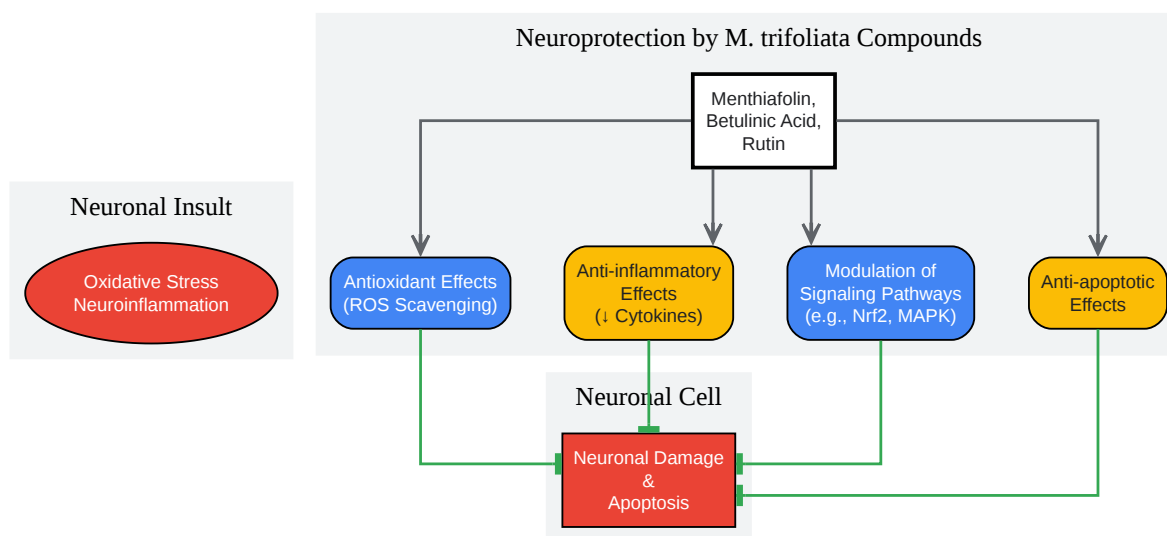 Neuroprotection by M. trifoliata Compounds
Menthiafolin,
Betulinic Acid,
Rutin
Neuronal Insult
Oxidative Stress
Neuroinflammation
Antioxidant Effects
(ROS Scavenging)
Anti-inflammatory
Effects
(↓ Cytokines)
Modulation of
Signaling Pathways
(e.g., Nrf2, MAPK)
Anti-apoptotic
Effects
Neuronal Cell
Neuronal Damage
&
Apoptosis